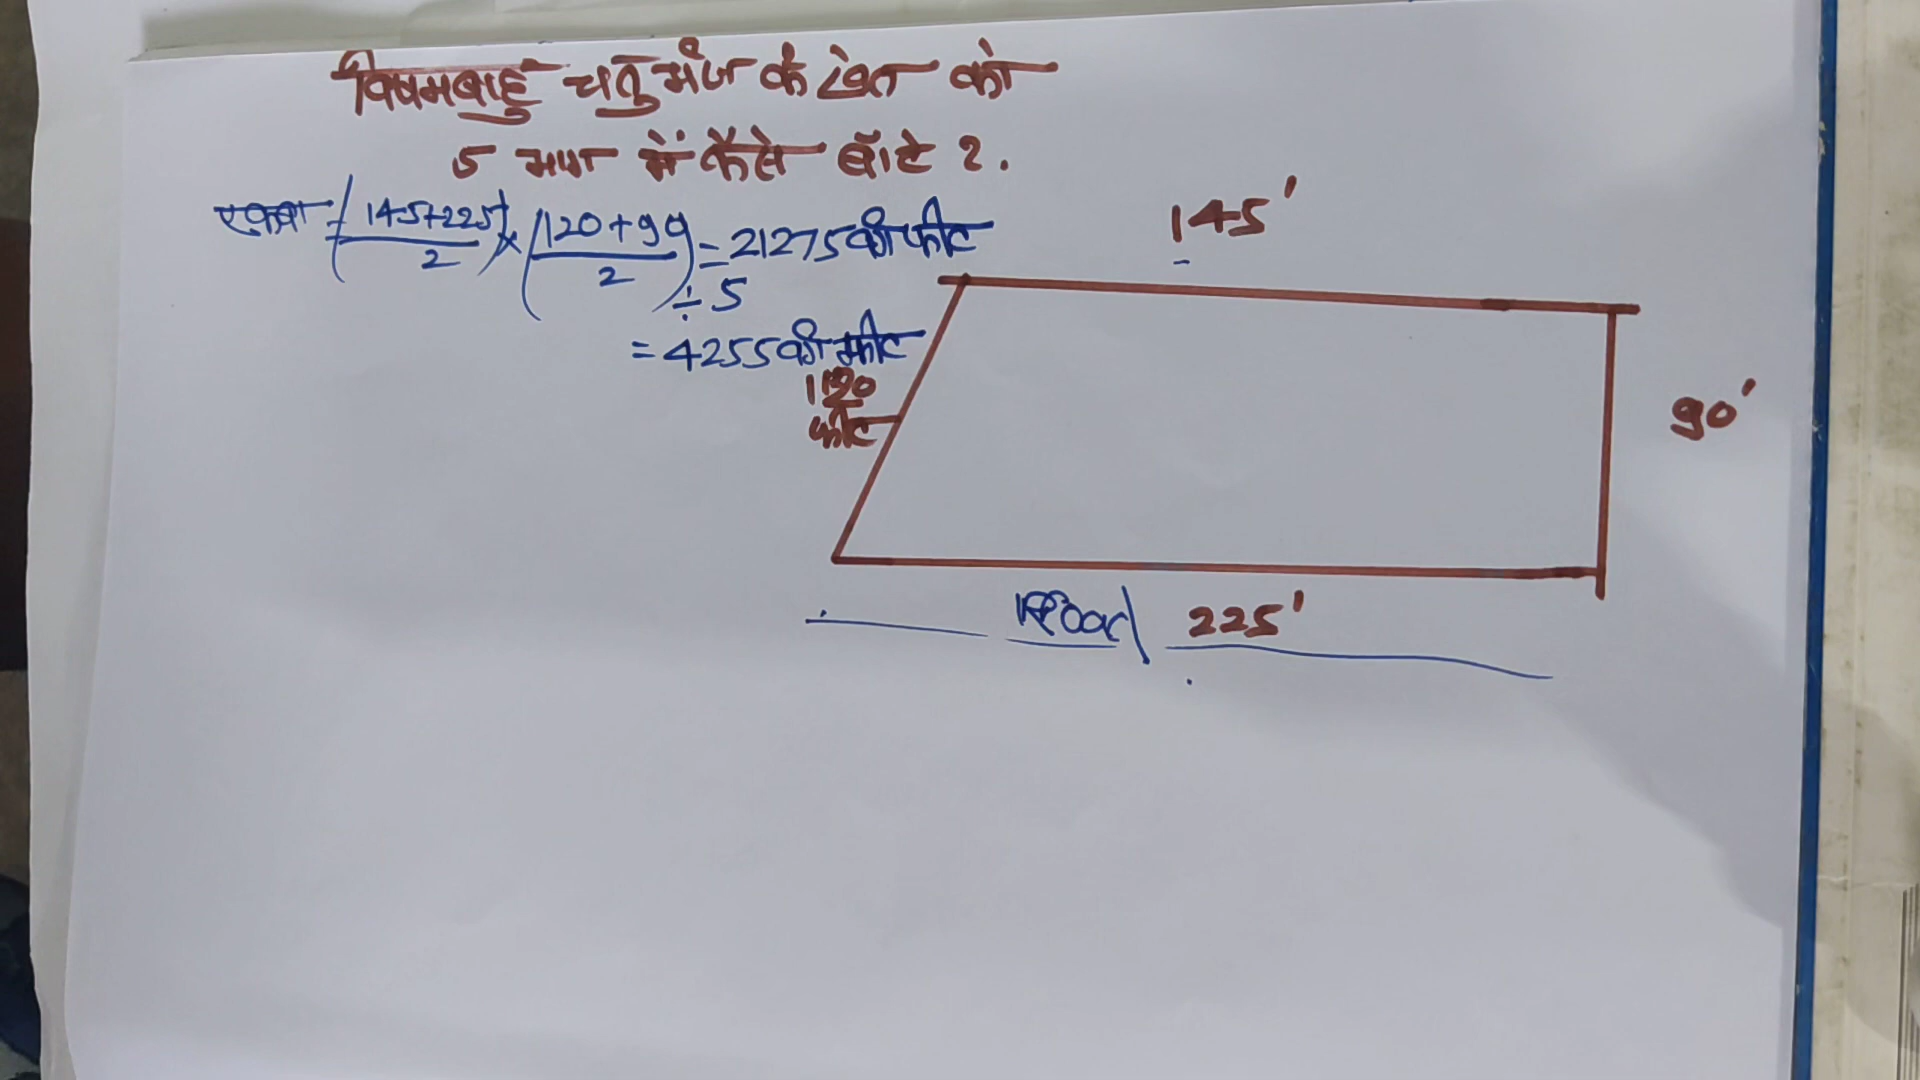 विषमबाहु चतुर्भुज के खेत को
5 भाग में कैसे बाँटे ?.
रकबा = (145+225/2) × (120+90/2) = 21275 वर्ग फीट
÷ 5
= 4255 वर्ग फीट
145'
120
फीट
90'
Road
225'